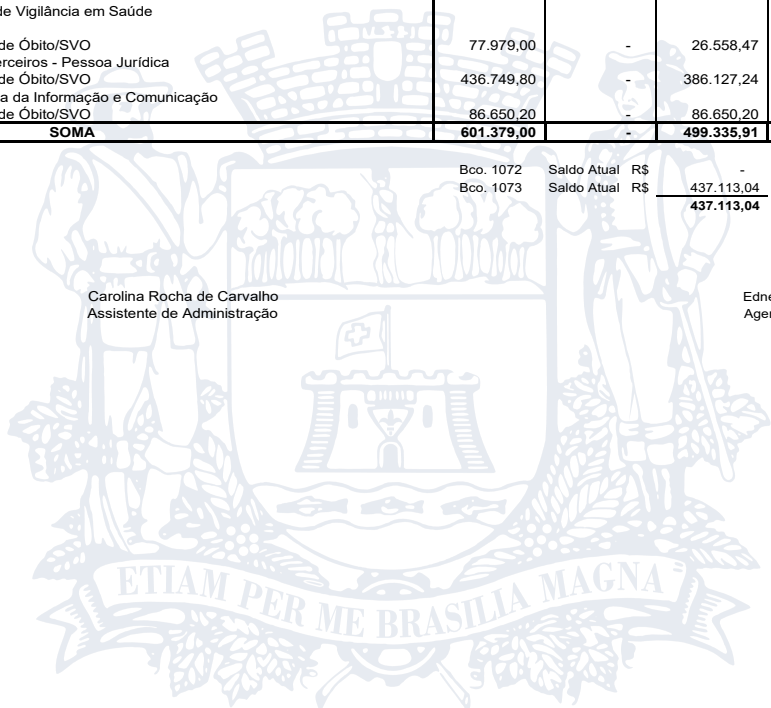 de Vigilância em Saúde
de Óbito/SVO 77.979,00 - 26.558,47
erceiros - Pessoa Jurídica
de Óbito/SVO 436.749,80 - 386.127,24
a da Informação e Comunicação
de Óbito/SVO 86.650,20 - 86.650,20
SOMA 601.379,00 - 499.335,91
Bco. 1072 Saldo Atual R$ -
Bco. 1073 Saldo Atual R$ 437.113,04
437.113,04
Carolina Rocha de Carvalho Edne
Assistente de Administração Ager
ETIAM PER ME BRASILIA MAGNA